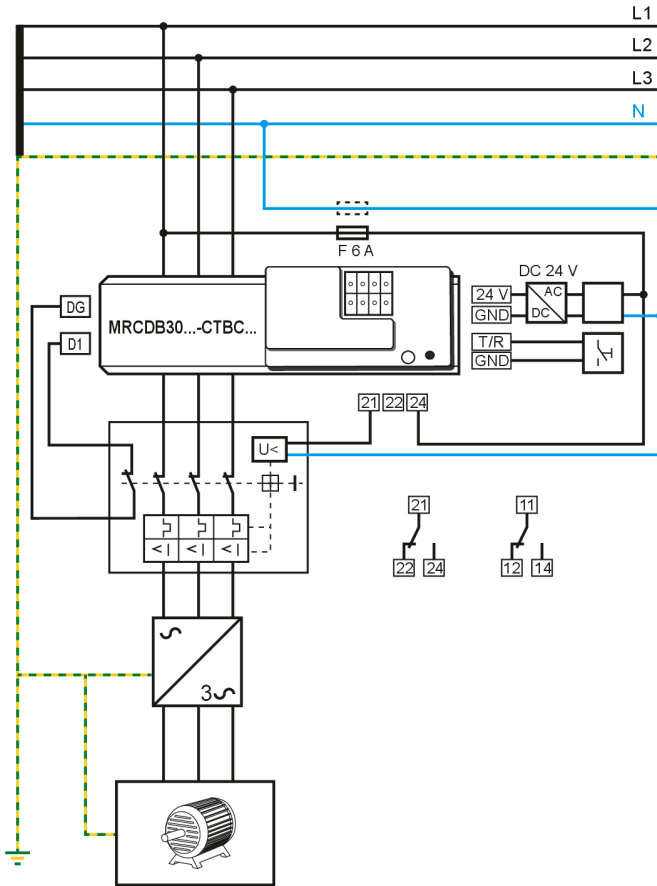 L1
L2
L3
N
F 6 A
DC 24 V
DG
MRCDB30...-CTBC...
24 V
AC
GND
DC
D1
T/R
GND
21 22 24
U<
21
11
22 24
12 14
3